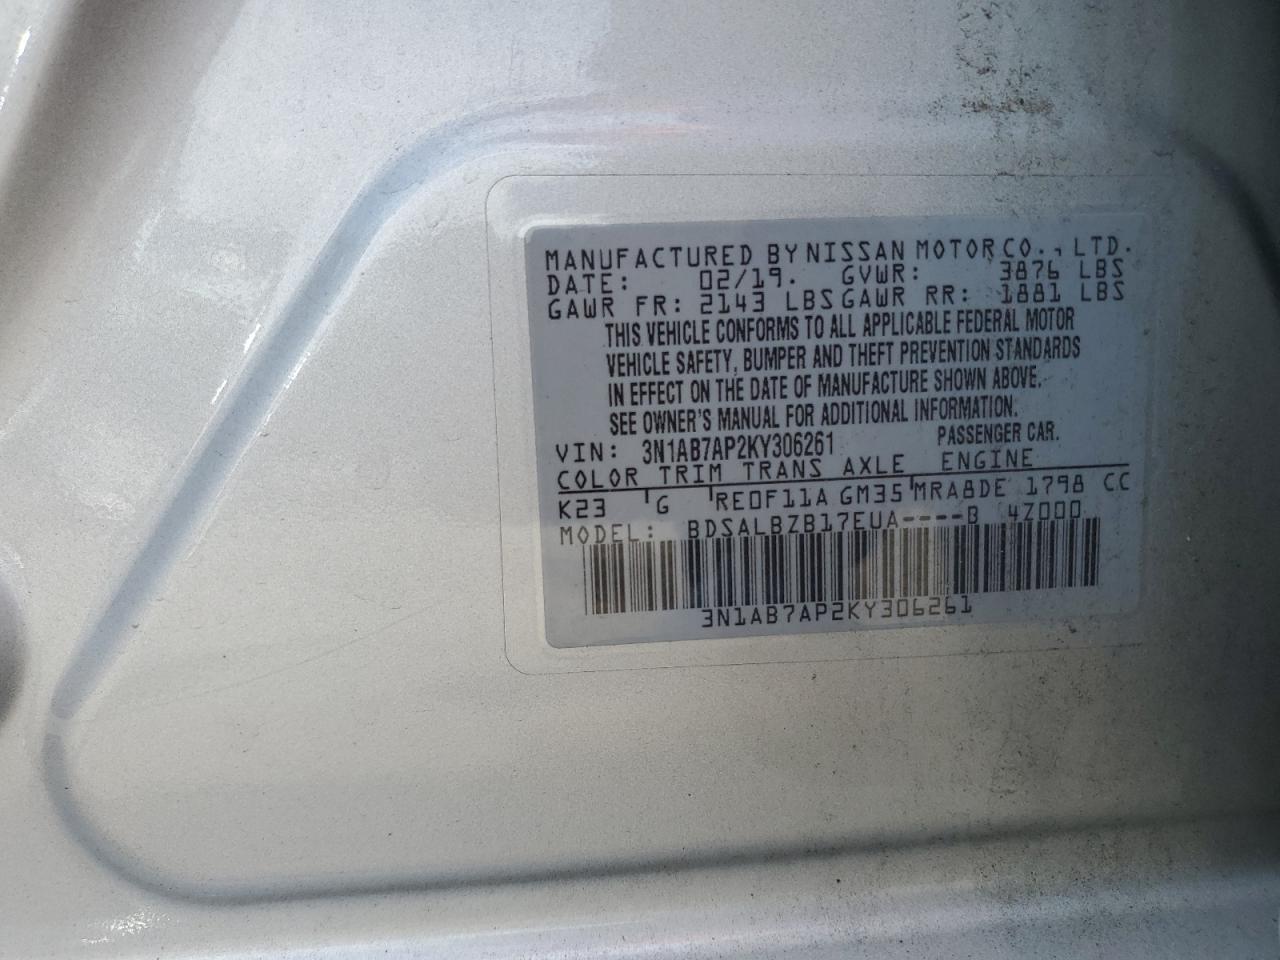 MANUFACTURED BY NISSAN MOTOR CO., LTD.
DATE: 02/19. GVWR: 3876 LBS
GAWR FR: 2143 LBS GAWR RR: 1881 LBS
THIS VEHICLE CONFORMS TO ALL APPLICABLE FEDERAL MOTOR
VEHICLE SAFETY, BUMPER AND THEFT PREVENTION STANDARDS
IN EFFECT ON THE DATE OF MANUFACTURE SHOWN ABOVE.
SEE OWNER'S MANUAL FOR ADDITIONAL INFORMATION.
VIN: 3N1AB7AP2KY306261 PASSENGER CAR.
COLOR TRIM TRANS AXLE ENGINE
K23 G RE0F11A GM35 MRA8DE 1798 CC
MODEL: BDSALBZB17EUA----B 4Z000
3N1AB7AP2KY306261